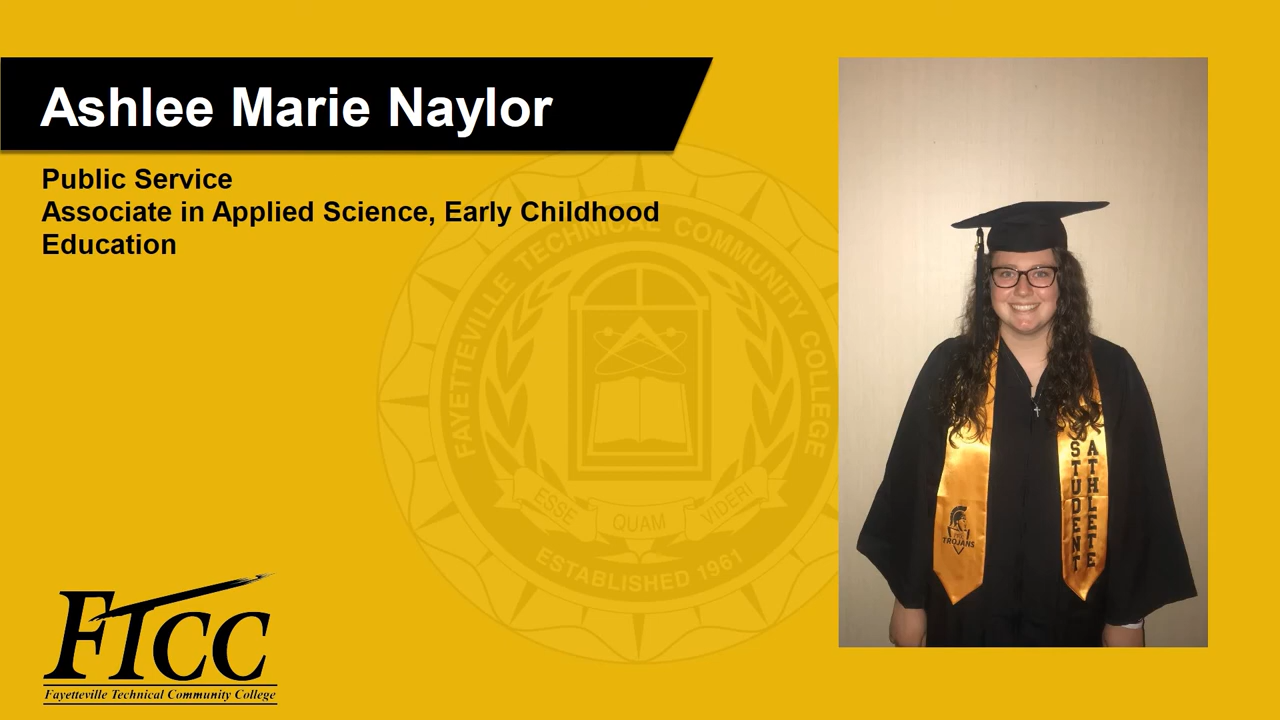 Ashlee Marie Naylor
Public Service
Associate in Applied Science, Early Childhood
Education
FAYETTEVILLE TECHNICAL COMMUNITY COLLEGE
ESSE QUAM VIDERI
ESTABLISHED 1961
STUDENT
ATHLETE
TROJANS
FTCC
Fayetteville Technical Community College